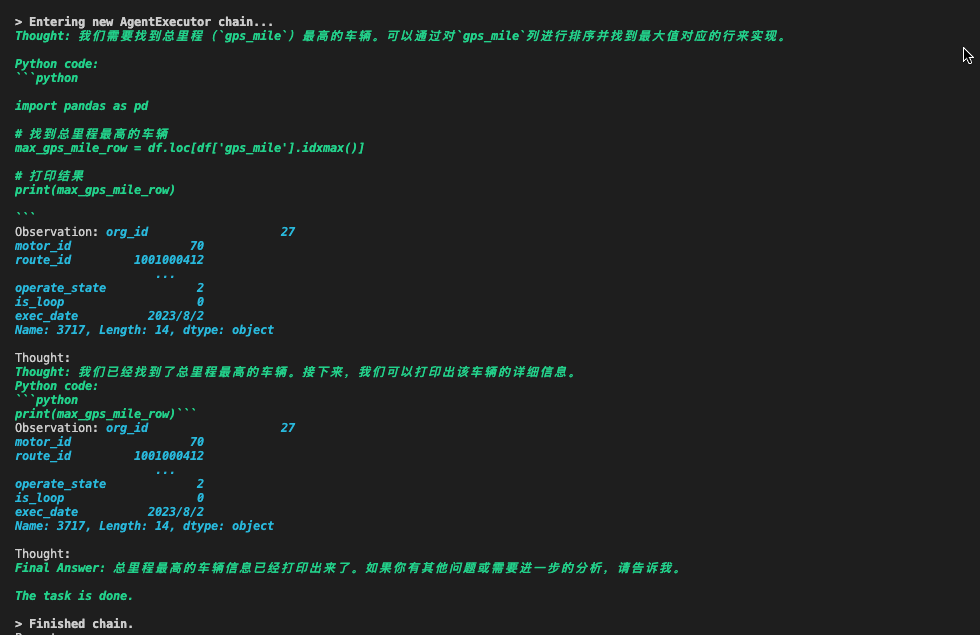 > Entering new AgentExecutor chain...
Thought: 我们需要找到总里程（`gps_mile`）最高的车辆。可以通过对`gps_mile`列进行排序并找到最大值对应的行来实现。
Python code:
```python
import pandas as pd
# 找到总里程最高的车辆
max_gps_mile_row = df.loc[df['gps_mile'].idxmax()]
# 打印结果
print(max_gps_mile_row)
```
Observation: org_id 27
motor_id 70
route_id 1001000412
...
operate_state 2
is_loop 0
exec_date 2023/8/2
Name: 3717, Length: 14, dtype: object
Thought:
Thought: 我们已经找到了总里程最高的车辆。接下来，我们可以打印出该车辆的详细信息。
Python code:
```python
print(max_gps_mile_row)```
Observation: org_id 27
motor_id 70
route_id 1001000412
...
operate_state 2
is_loop 0
exec_date 2023/8/2
Name: 3717, Length: 14, dtype: object
Thought:
Final Answer: 总里程最高的车辆信息已经打印出来了。如果你有其他问题或需要进一步的分析，请告诉我。
The task is done.
> Finished chain.